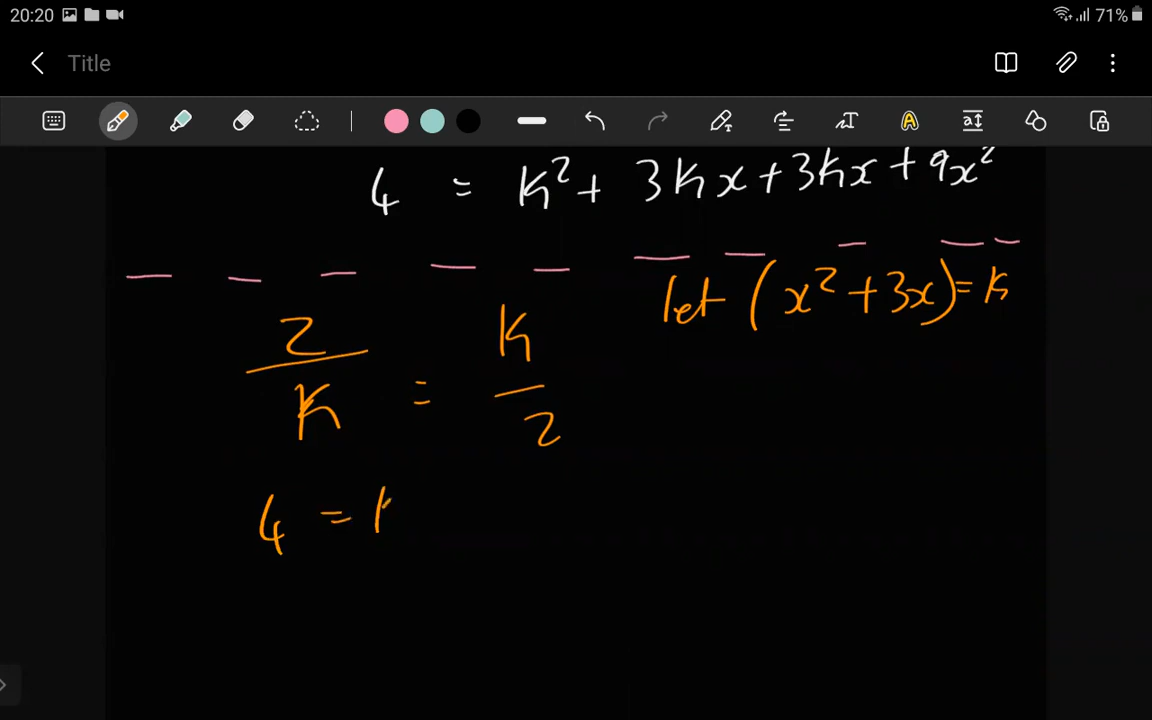 20:20 71%
Title
4 = k² + 3kx + 3kx + 9x²
let (x² + 3x) = k
2/k = k/2
4 = k